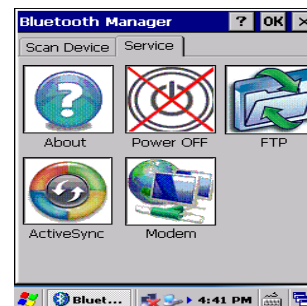 Bluetooth Manager ? OK ×
Scan Device Service
About Power OFF FTP
ActiveSync Modem
Bluet... 4:41 PM